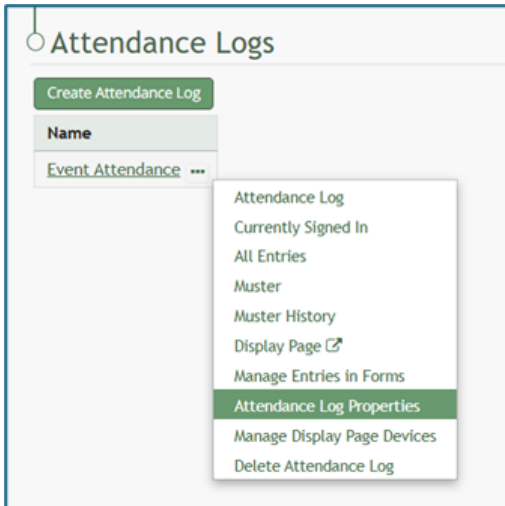 Attendance Logs
Create Attendance Log
Name
Event Attendance
Attendance Log
Currently Signed In
All Entries
Muster
Muster History
Display Page
Manage Entries in Forms
Attendance Log Properties
Manage Display Page Devices
Delete Attendance Log